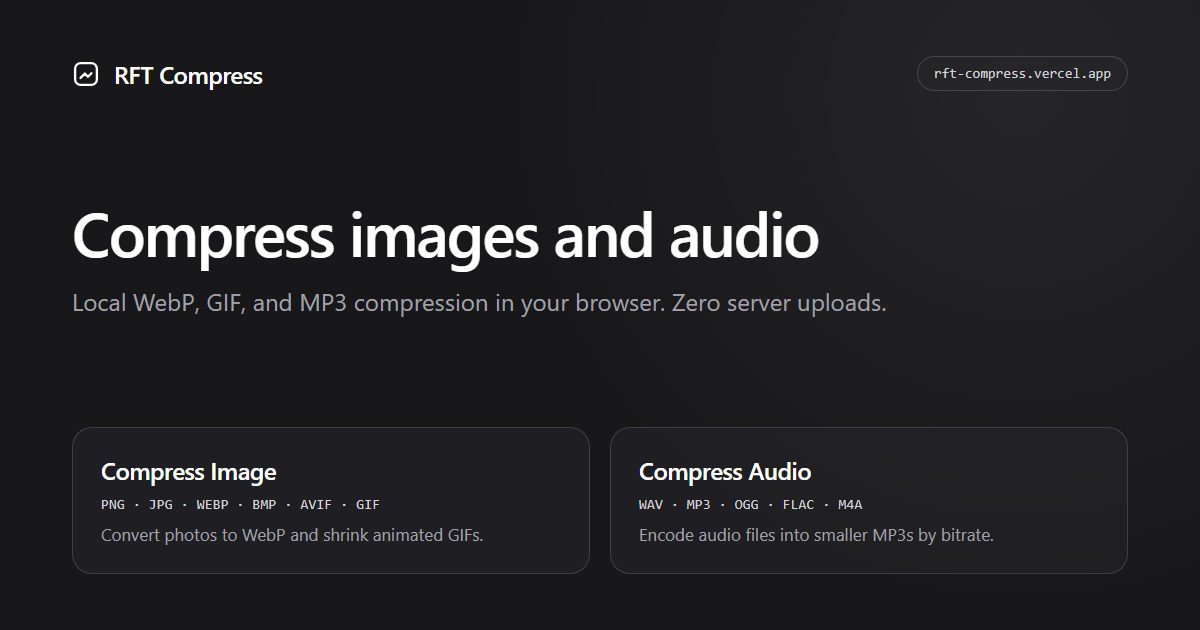 RFT Compress
rft-compress.vercel.app
Compress images and audio
Local WebP, GIF, and MP3 compression in your browser. Zero server uploads.
Compress Image
PNG · JPG · WEBP · BMP · AVIF · GIF
Convert photos to WebP and shrink animated GIFs.
Compress Audio
WAV · MP3 · OGG · FLAC · M4A
Encode audio files into smaller MP3s by bitrate.